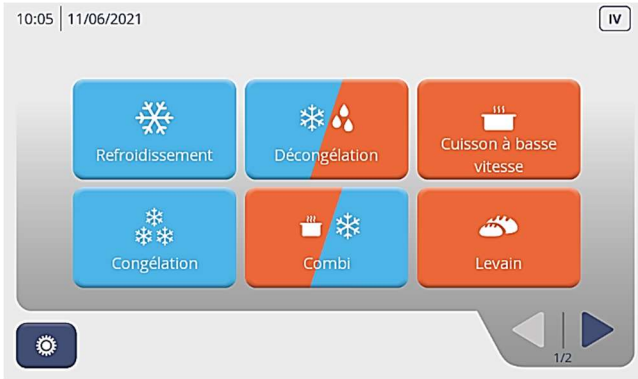 10:05 11/06/2021
IV
Refroidissement
Décongélation
Cuisson à basse
vitesse
Congélation
Combi
Levain
1/2